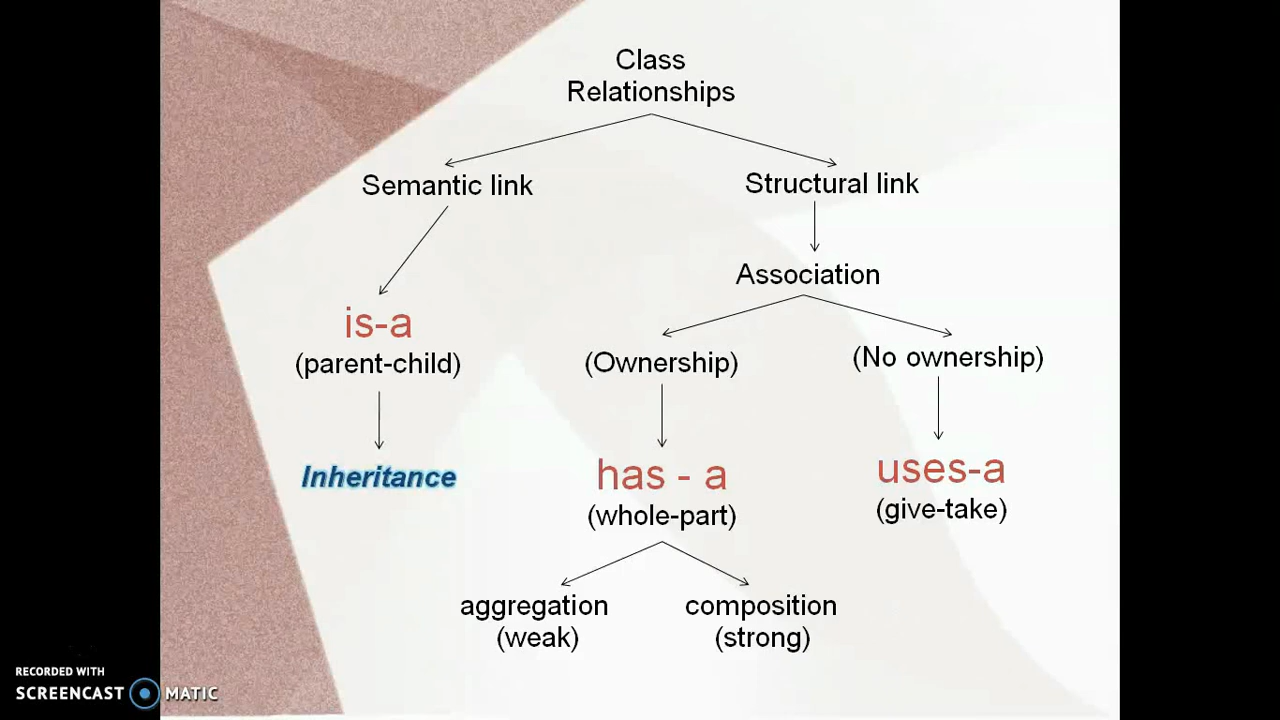 Class
Relationships
Semantic link
Structural link
Association
is-a
(parent-child)
(Ownership)
(No ownership)
Inheritance
has - a
(whole-part)
uses-a
(give-take)
aggregation
(weak)
composition
(strong)
RECORDED WITH
SCREENCAST MATIC